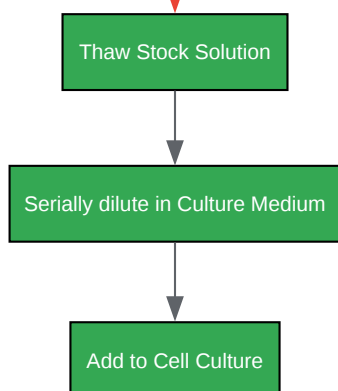 Thaw Stock Solution
Serially dilute in Culture Medium
Add to Cell Culture